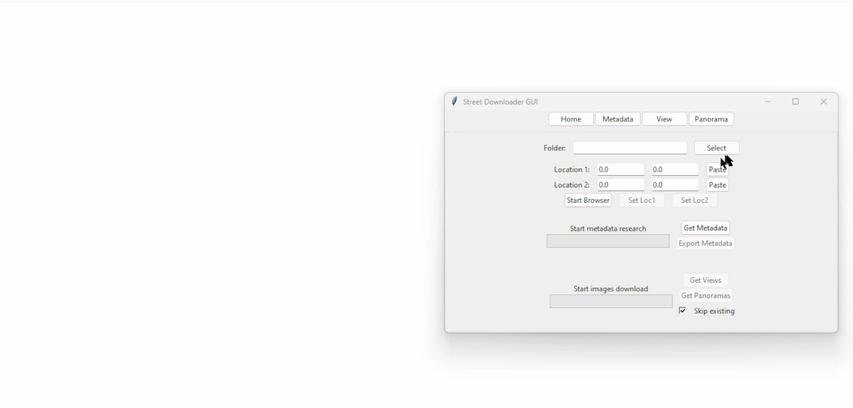 Street Downloader GUI
Home Metadata View Panorama
Folder: Select
Location 1: 0.0 0.0 Paste
Location 2: 0.0 0.0 Paste
Start Browser Set Loc1 Set Loc2
Start metadata research Get Metadata
Export Metadata
Get Views
Start images download
Get Panoramas
Skip existing